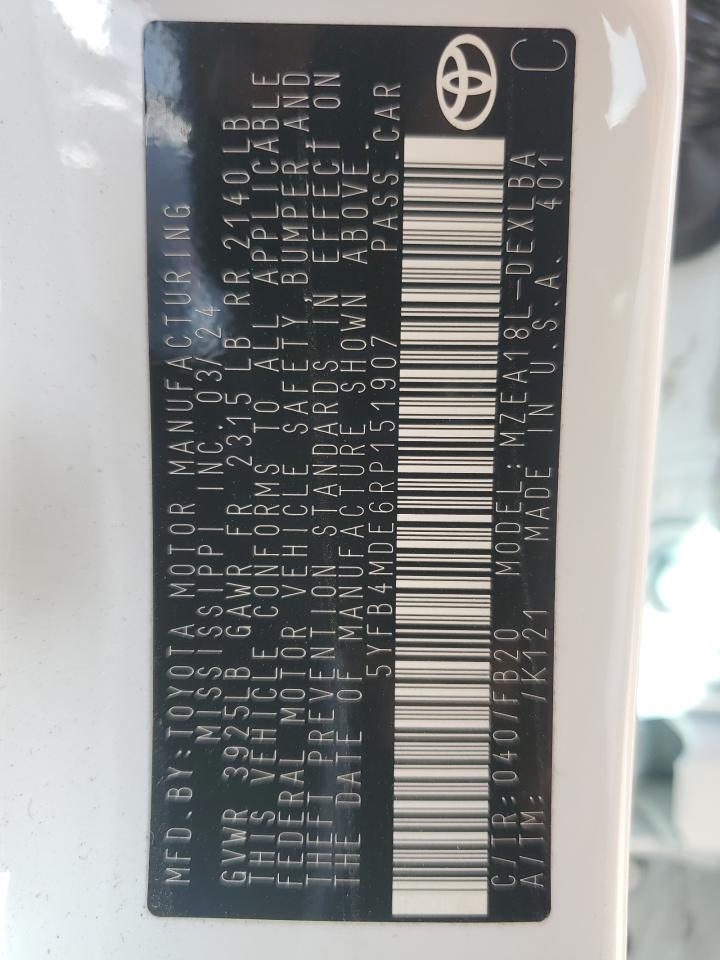 MFD.BY:TOYOTA MOTOR MANUFACTURING
MISSISSIPPI INC. 03/24
GVWR 3925LB GAWR FR 2315 LB RR 2140LB
THIS VEHICLE CONFORMS TO ALL APPLICABLE
FEDERAL MOTOR VEHICLE SAFETY, BUMPER AND
THEFT PREVENTION STANDARDS IN EFFECT ON
THE DATE OF MANUFACTURE SHOWN ABOVE.
5YFB4MDE6RP151907 PASS.CAR
C/TR:040/FB20 MODEL:MZEA18L-DEXLBA
A/TM: /K121 MADE IN U.S.A. 401
C